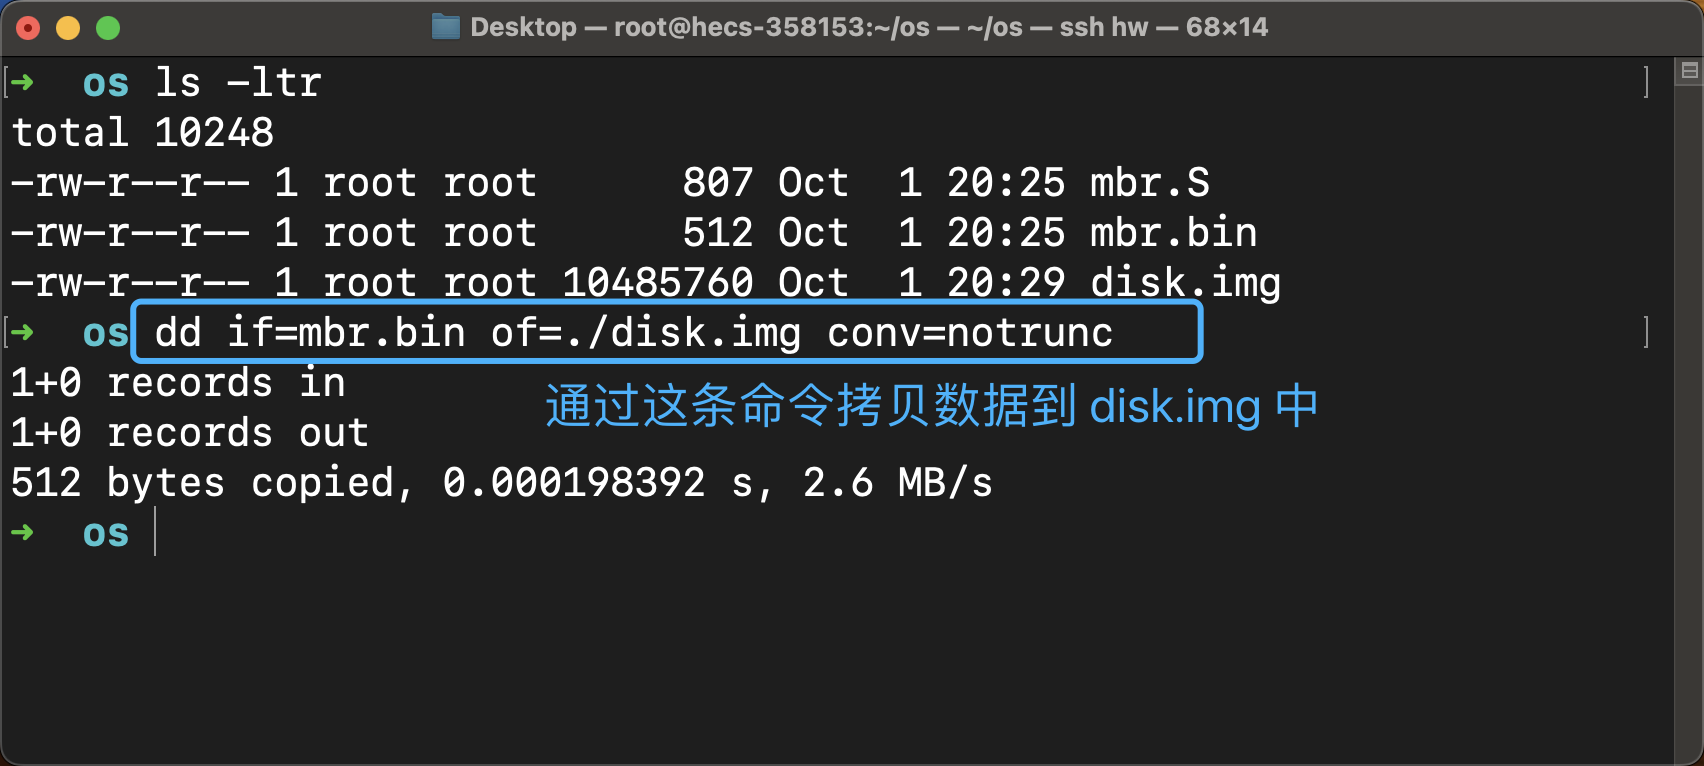 Desktop — root@hecs-358153:~/os — ~/os — ssh hw — 68×14
[➜  os ls -ltr ]
total 10248
-rw-r--r-- 1 root root      807 Oct  1 20:25 mbr.S
-rw-r--r-- 1 root root      512 Oct  1 20:25 mbr.bin
-rw-r--r-- 1 root root 10485760 Oct  1 20:29 disk.img
[➜  os dd if=mbr.bin of=./disk.img conv=notrunc ]
1+0 records in
通过这条命令拷贝数据到 disk.img 中
1+0 records out
512 bytes copied, 0.000198392 s, 2.6 MB/s
➜  os